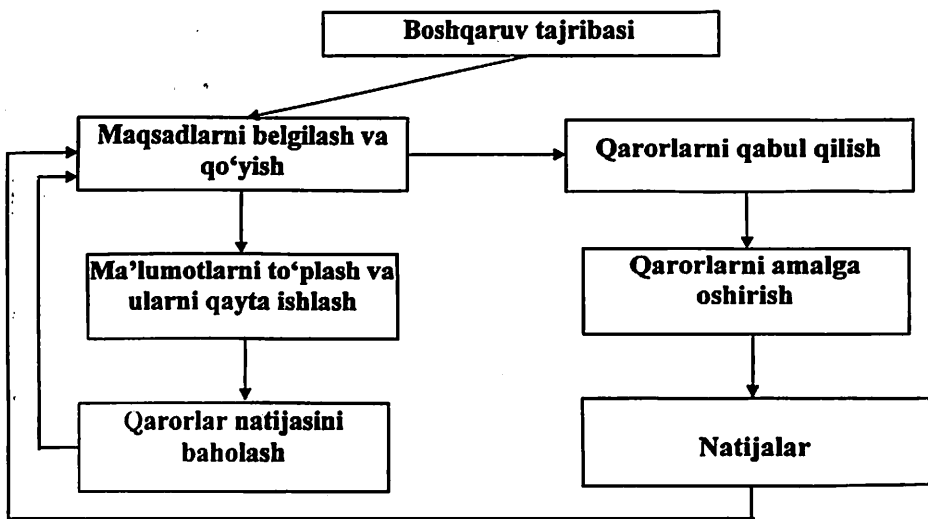 Boshqaruv tajribasi
Maqsadlarni belgilash va
qo‘yish
Qarorlarni qabul qilish
Ma’lumotlarni to‘plash va
ularni qayta ishlash
Qarorlarni amalga
oshirish
Qarorlar natijasini
baholash
Natijalar